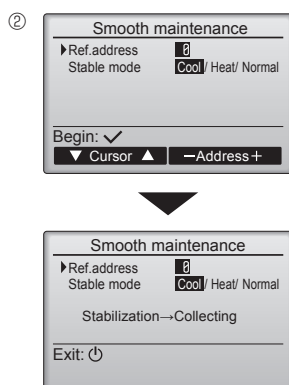 ②
Smooth maintenance
Ref.address 0
Stable mode Cool / Heat/ Normal
Begin: ✓
▼ Cursor ▲ −Address+
Smooth maintenance
Ref.address 0
Stable mode Cool / Heat/ Normal
Stabilization→Collecting
Exit: ⏻